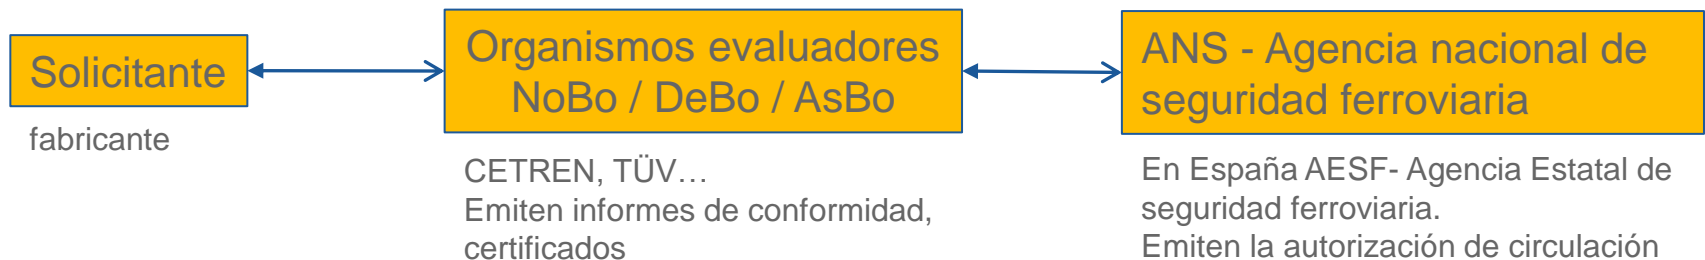 Solicitante
fabricante
Organismos evaluadores
NoBo / DeBo / AsBo
CETREN, TÜV…
Emiten informes de conformidad,
certificados
ANS - Agencia nacional de
seguridad ferroviaria
En España AESF- Agencia Estatal de
seguridad ferroviaria.
Emiten la autorización de circulación